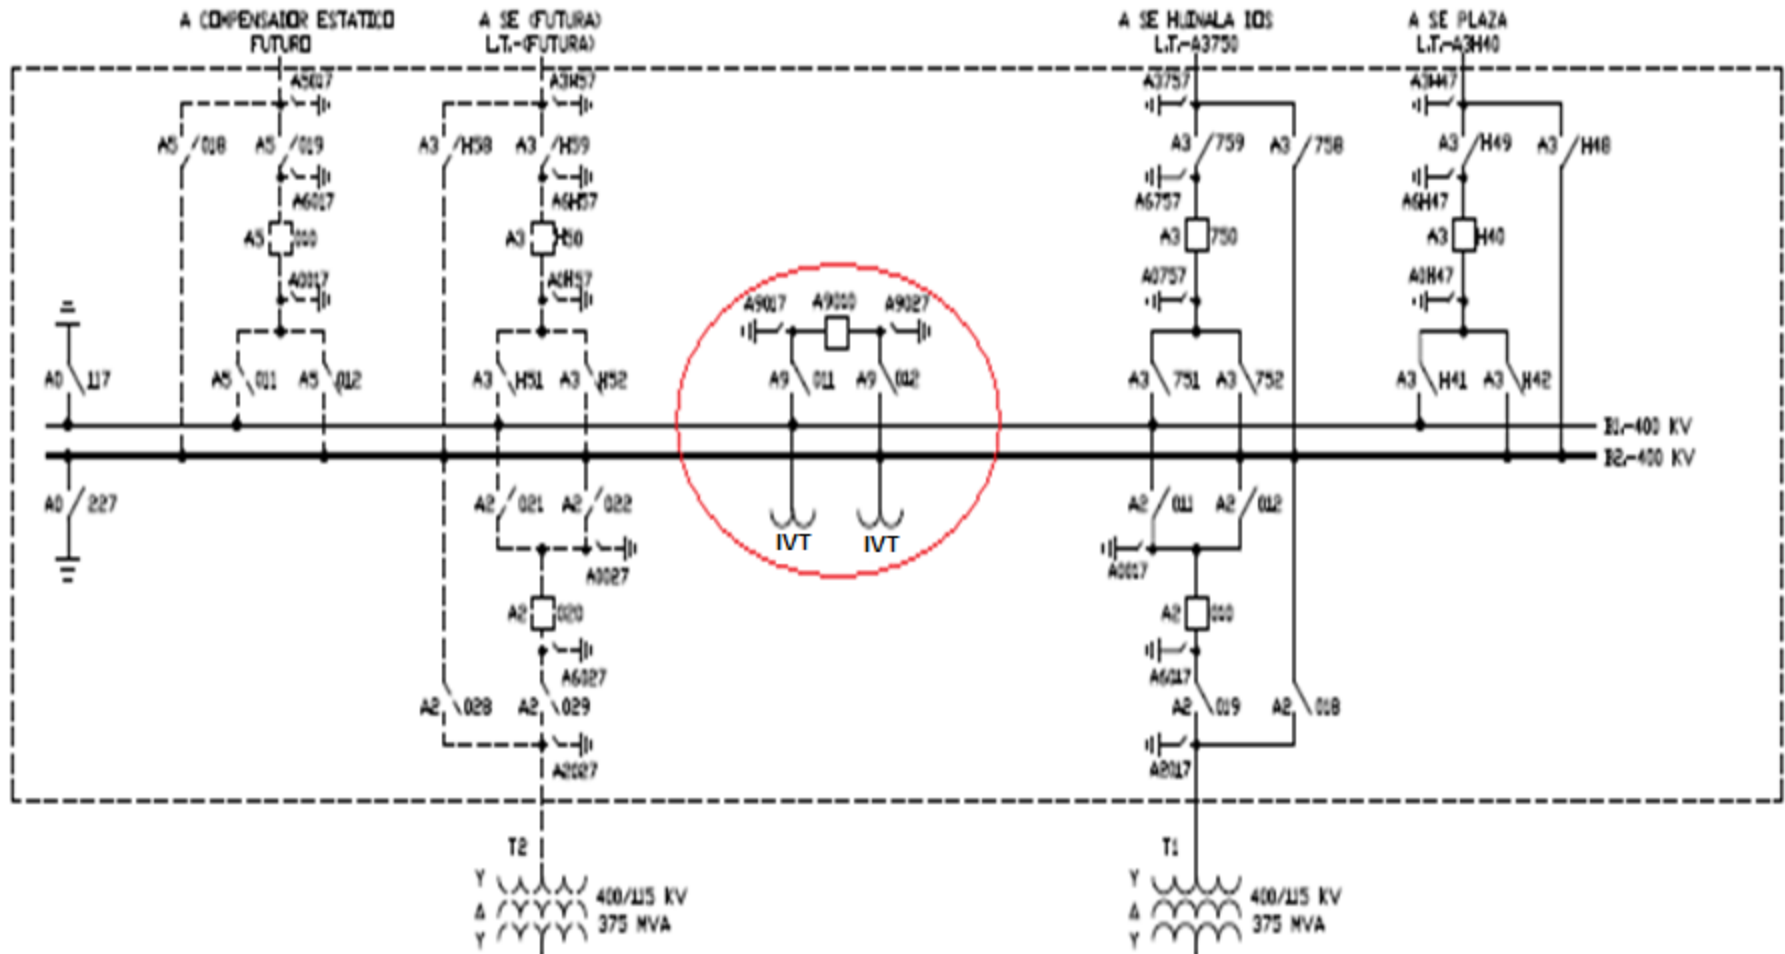 A COMPENSADOR ESTATICO
FUTURO
A SE (FUTURA)
L.T.-(FUTURA)
A SE HUINALA DOS
L.T.-A3750
A SE PLAZA
L.T.-A3H40
A5017
A3H57
A3757
A3H47
A5 018
A5 019
A3 H58
A3 H59
A3 759
A3 758
A3 H49
A3 H48
A6017
A6H57
A6757
A6H47
A5 010
A3 H50
A3 750
A3 H40
A0017
A0H57
A0757
A0H47
A9017
A9010
A9027
A0 117
A5 011
A5 012
A3 H51
A3 H52
A9 011
A9 012
A3 751
A3 752
A3 H41
A3 H42
B1.-400 KV
B2.-400 KV
A0 227
A2 021
A2 022
A2 011
A2 012
IVT
IVT
A0027
A0017
A2 020
A2 010
A6027
A6017
A2 028
A2 029
A2 019
A2 018
A2027
A2017
T2
T1
Y
Δ
Y
400/115 KV
375 MVA
Y
Δ
Y
400/115 KV
375 MVA